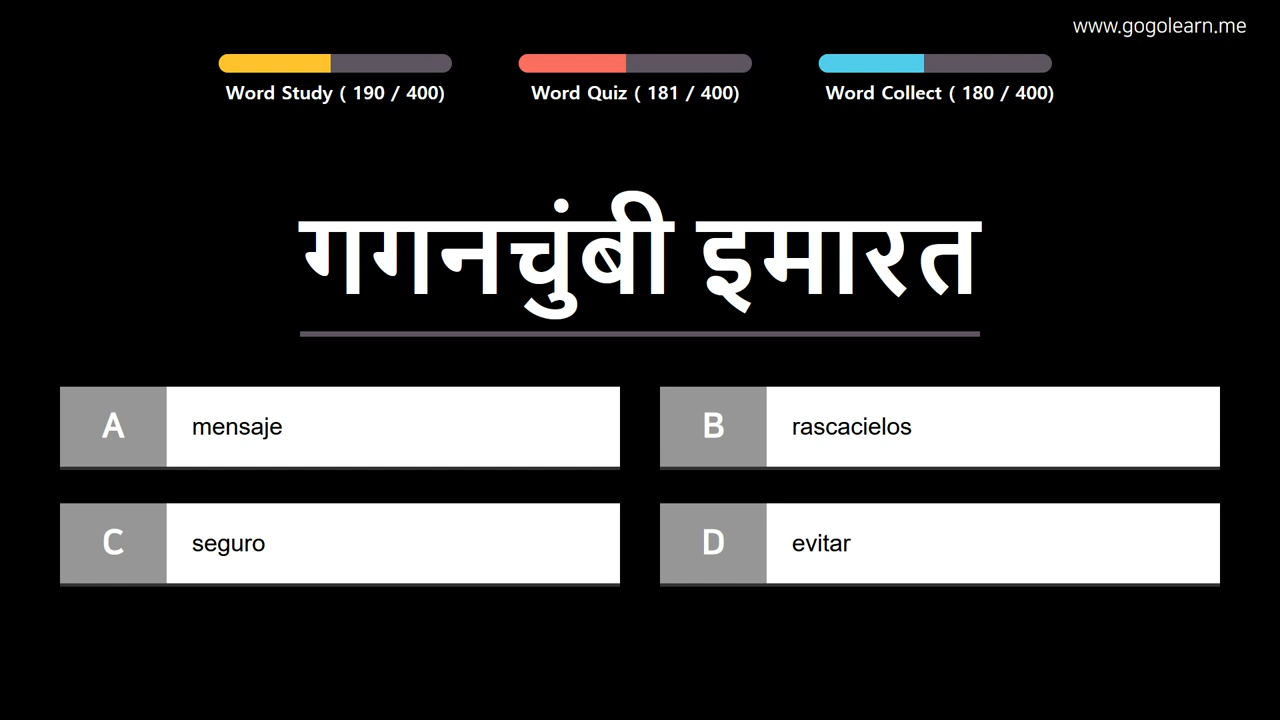 www.gogolearn.me
Word Study ( 190 / 400)
Word Quiz ( 181 / 400)
Word Collect ( 180 / 400)
गगनचुंबी इमारत
A
mensaje
B
rascacielos
C
seguro
D
evitar